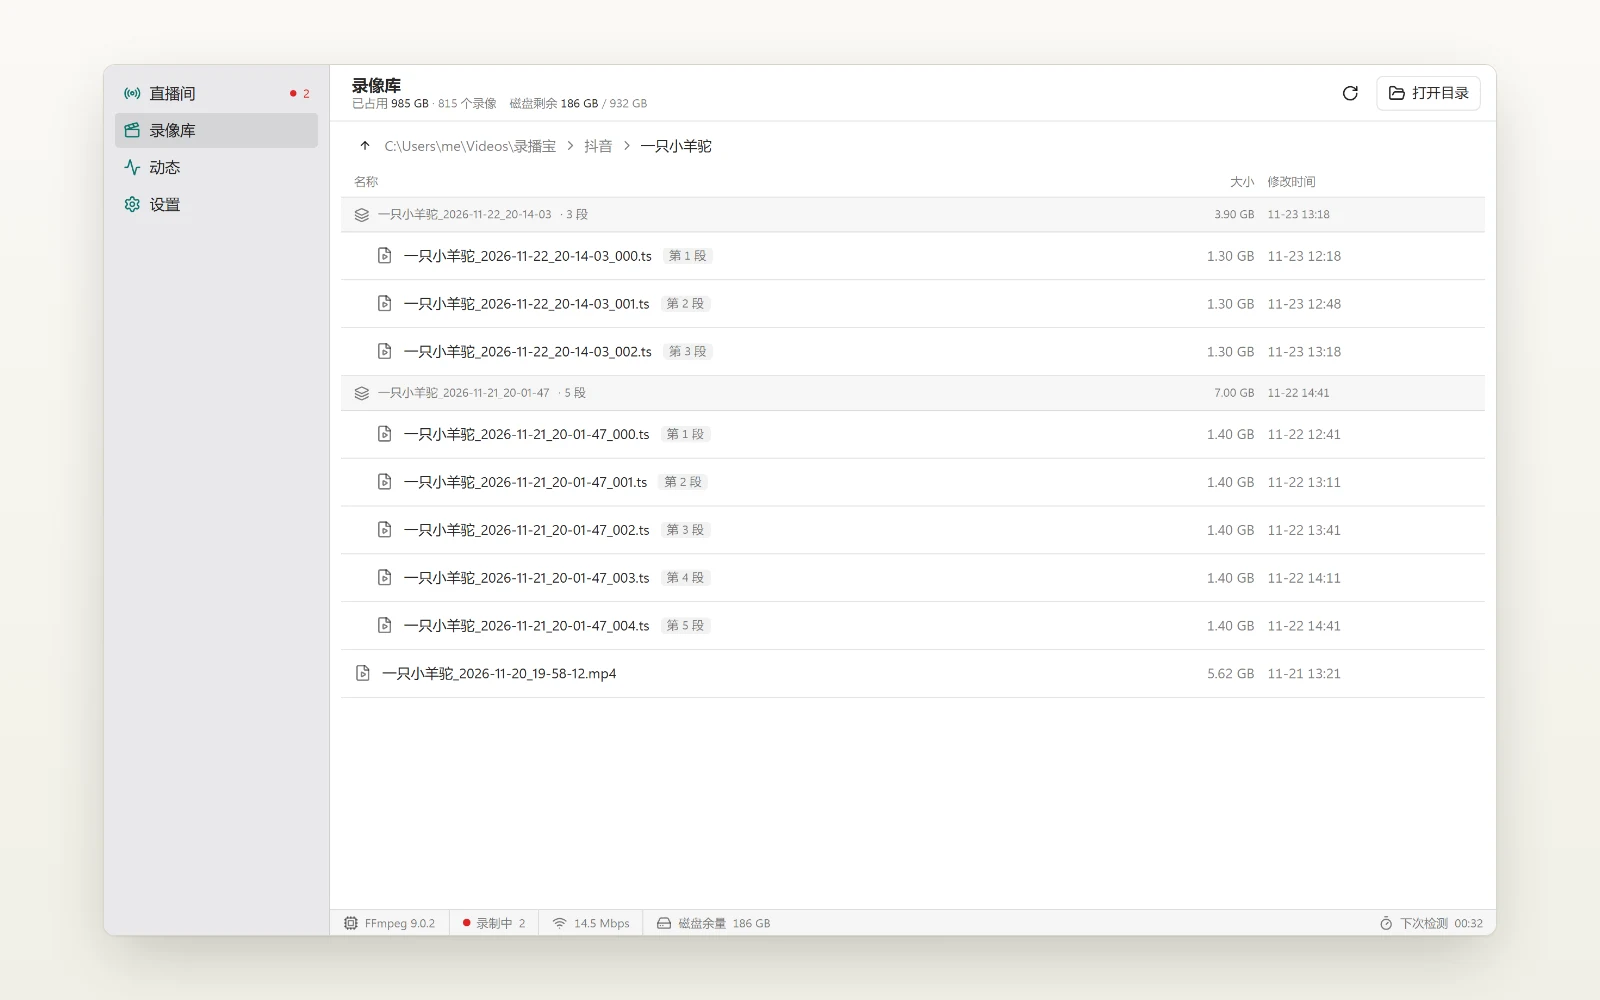 直播间 2
录像库
动态
设置
录像库
已占用 985 GB · 815 个录像 磁盘剩余 186 GB / 932 GB
打开目录
C:\Users\me\Videos\录播宝 > 抖音 > 一只小羊驼
名称 大小 修改时间
一只小羊驼_2026-11-22_20-14-03 · 3 段 3.90 GB 11-23 13:18
一只小羊驼_2026-11-22_20-14-03_000.ts 第 1 段 1.30 GB 11-23 12:18
一只小羊驼_2026-11-22_20-14-03_001.ts 第 2 段 1.30 GB 11-23 12:48
一只小羊驼_2026-11-22_20-14-03_002.ts 第 3 段 1.30 GB 11-23 13:18
一只小羊驼_2026-11-21_20-01-47 · 5 段 7.00 GB 11-22 14:41
一只小羊驼_2026-11-21_20-01-47_000.ts 第 1 段 1.40 GB 11-22 12:41
一只小羊驼_2026-11-21_20-01-47_001.ts 第 2 段 1.40 GB 11-22 13:11
一只小羊驼_2026-11-21_20-01-47_002.ts 第 3 段 1.40 GB 11-22 13:41
一只小羊驼_2026-11-21_20-01-47_003.ts 第 4 段 1.40 GB 11-22 14:11
一只小羊驼_2026-11-21_20-01-47_004.ts 第 5 段 1.40 GB 11-22 14:41
一只小羊驼_2026-11-20_19-58-12.mp4 5.62 GB 11-21 13:21
FFmpeg 9.0.2 录制中 2 14.5 Mbps 磁盘余量 186 GB 下次检测 00:32